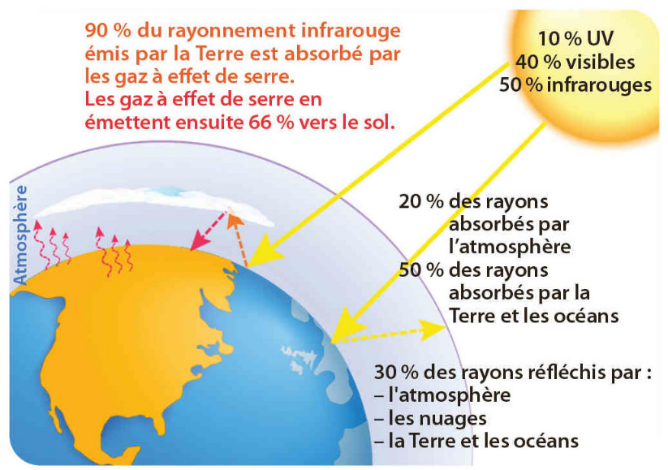 90 % du rayonnement infrarouge
émis par la Terre est absorbé par
les gaz à effet de serre.
Les gaz à effet de serre en
émettent ensuite 66 % vers le sol.
10 % UV
40 % visibles
50 % infrarouges
Atmosphère
20 % des rayons
absorbés par
l'atmosphère
50 % des rayons
absorbés par la
Terre et les océans
30 % des rayons réfléchis par :
– l'atmosphère
– les nuages
– la Terre et les océans